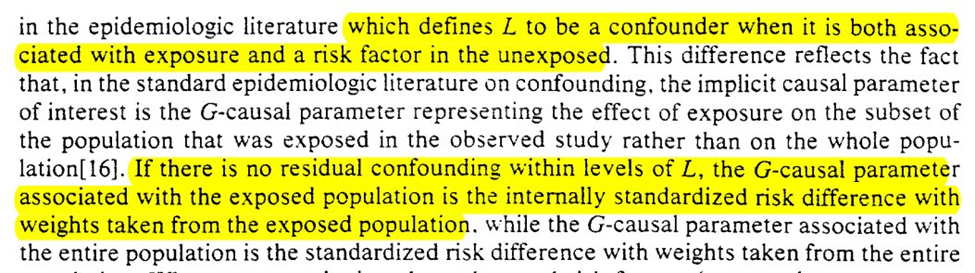 in the epidemiologic literature which defines L to be a confounder when it is both asso-
ciated with exposure and a risk factor in the unexposed. This difference reflects the fact
that, in the standard epidemiologic literature on confounding, the implicit causal parameter
of interest is the G-causal parameter representing the effect of exposure on the subset of
the population that was exposed in the observed study rather than on the whole popu-
lation[16]. If there is no residual confounding within levels of L, the G-causal parameter
associated with the exposed population is the internally standardized risk difference with
weights taken from the exposed population, while the G-causal parameter associated with
the entire population is the standardized risk difference with weights taken from the entire